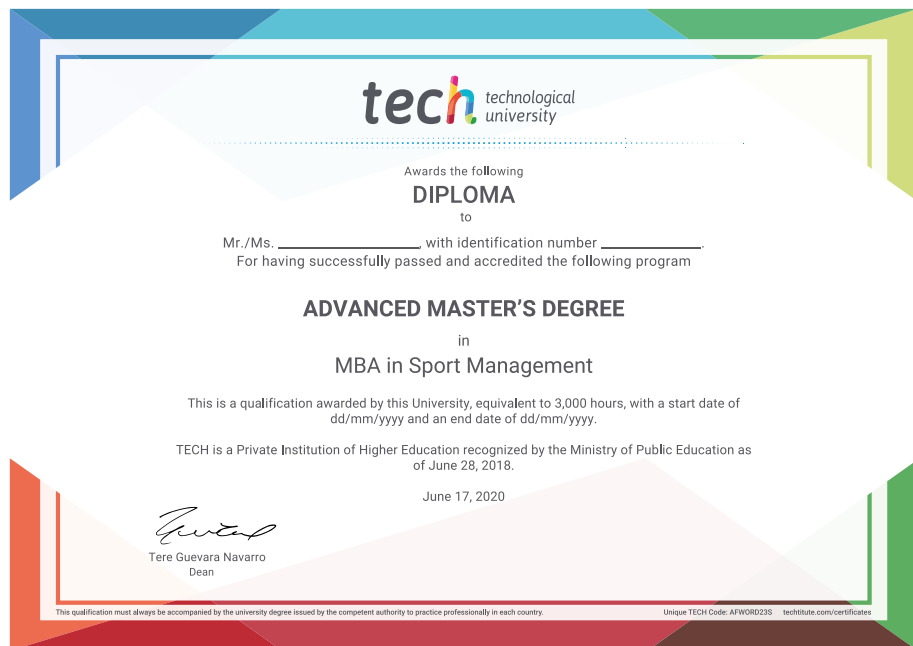 tech technological
university
Awards the following
DIPLOMA
to
Mr./Ms. ____________________, with identification number ______________.
For having successfully passed and accredited the following program
ADVANCED MASTER'S DEGREE
in
MBA in Sport Management
This is a qualification awarded by this University, equivalent to 3,000 hours, with a start date of
dd/mm/yyyy and an end date of dd/mm/yyyy.
TECH is a Private Institution of Higher Education recognized by the Ministry of Public Education as
of June 28, 2018.
June 17, 2020
Tere Guevara Navarro
Dean
This qualification must always be accompanied by the university degree issued by the competent authority to practice professionally in each country. Unique TECH Code: AFWORD23S techtitute.com/certificates